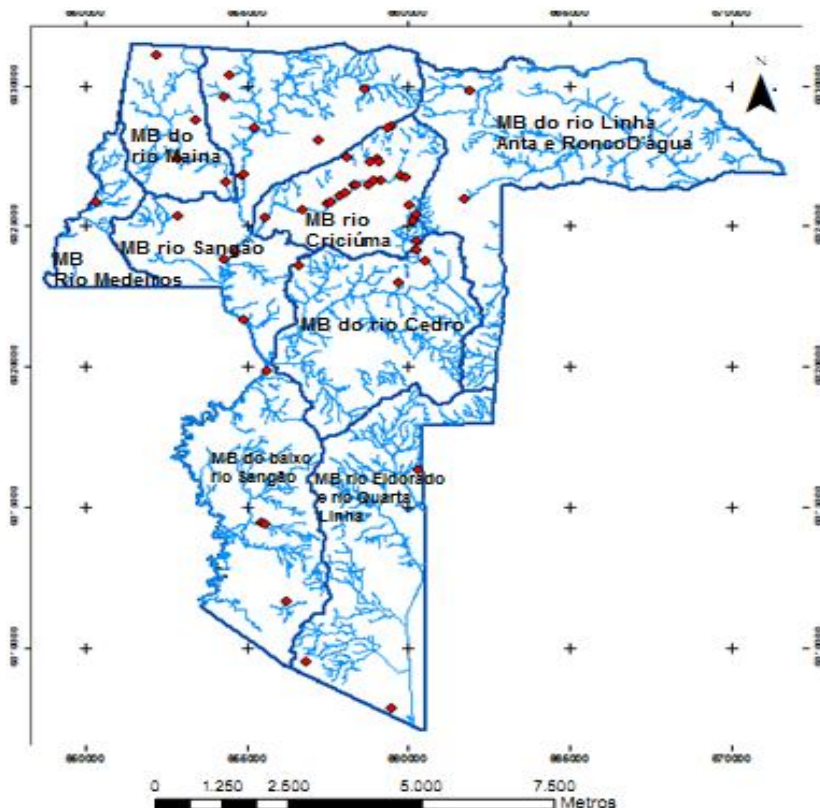 N
MB do
rio Maina
MB do rio Linha
Anta e RoncoD'agua
MB rio Sangão
MB rio
Criciúma
MB
Rio Medeiros
MB do rio Cedro
MB do baixo
rio Sangão
MB rio Eldorado
e rio Quarta
Linha
0 1.250 2.500 5.000 7.500
Metros